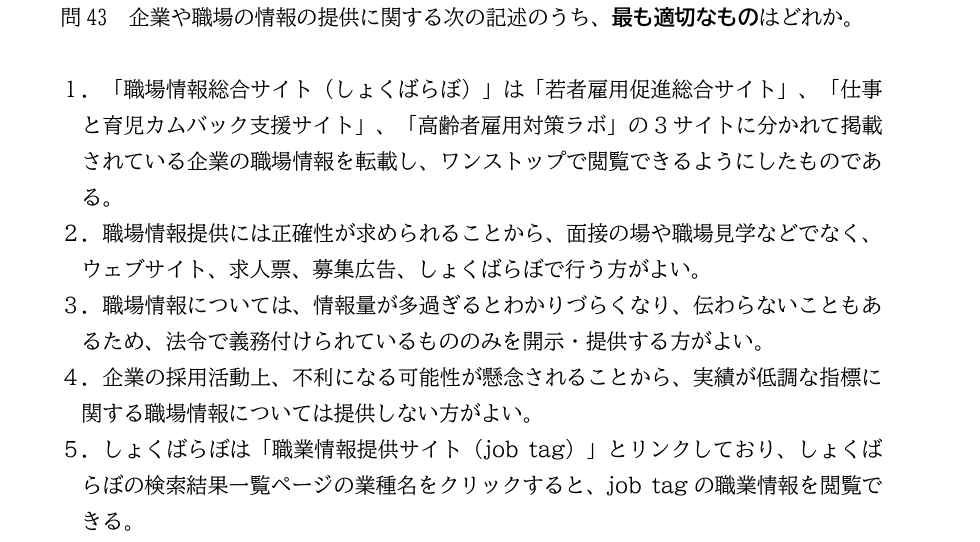 問 43　企業や職場の情報の提供に関する次の記述のうち、最も適切なものはどれか。
１．「職場情報総合サイト（しょくばらぼ）」は「若者雇用促進総合サイト」、「仕事
と育児カムバック支援サイト」、「高齢者雇用対策ラボ」の３サイトに分かれて掲載
されている企業の職場情報を転載し、ワンストップで閲覧できるようにしたものであ
る。
２．職場情報提供には正確性が求められることから、面接の場や職場見学などでなく、
ウェブサイト、求人票、募集広告、しょくばらぼで行う方がよい。
３．職場情報については、情報量が多過ぎるとわかりづらくなり、伝わらないこともあ
るため、法令で義務付けられているもののみを開示・提供する方がよい。
４．企業の採用活動上、不利になる可能性が懸念されることから、実績が低調な指標に
関する職場情報については提供しない方がよい。
５．しょくばらぼは「職業情報提供サイト（job tag）」とリンクしており、しょくば
らぼの検索結果一覧ページの業種名をクリックすると、job tag の職業情報を閲覧で
きる。